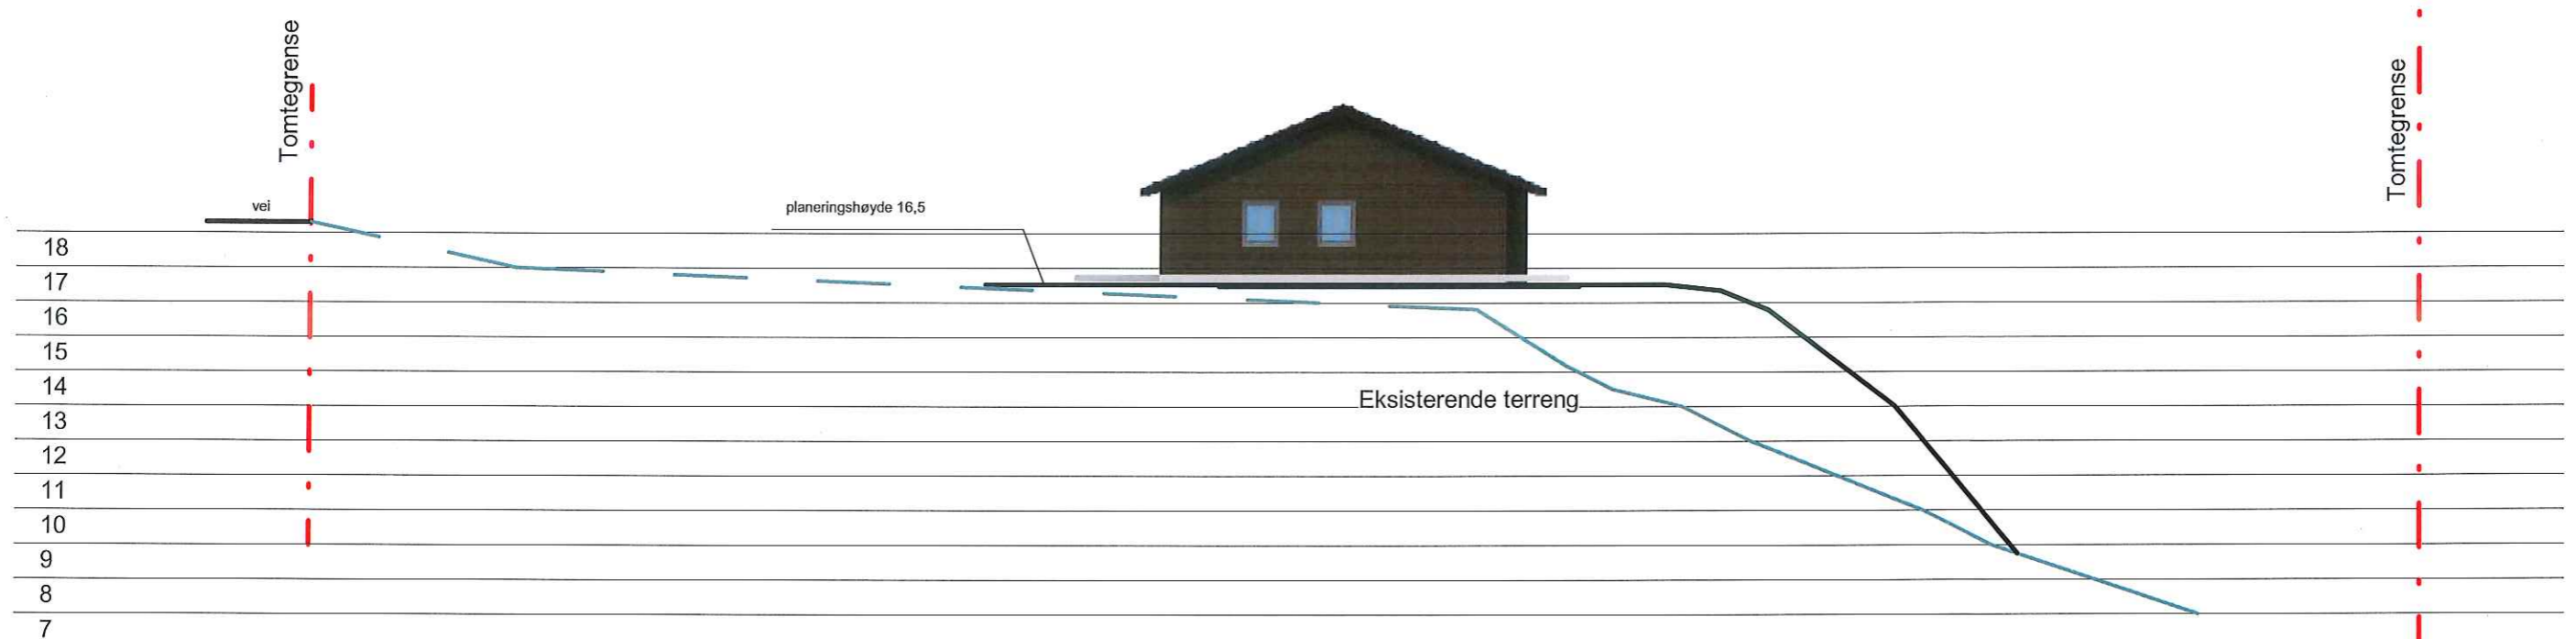 Tomtegrense
Tomtegrense
vei
planeringshøyde 16,5
18
17
16
15
14
Eksisterende terreng
13
12
11
10
9
8
7